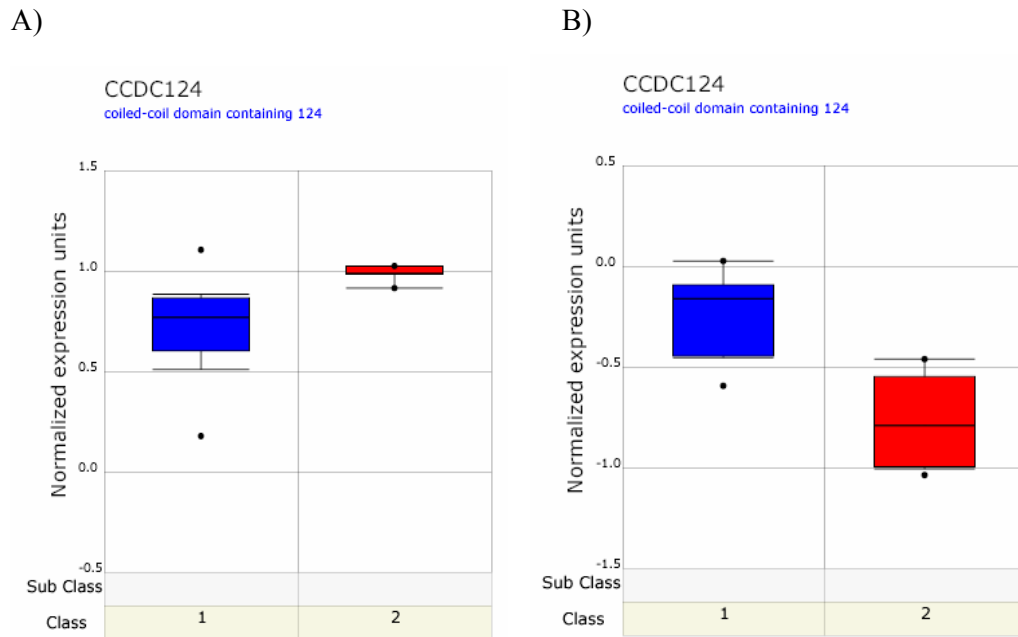 A)
CCDC124
coiled-coil domain containing 124
Normalized expression units
1.5
1.0
0.5
0.0
-0.5
Sub Class
Class
1
2
B)
CCDC124
coiled-coil domain containing 124
Normalized expression units
0.5
0.0
-0.5
-1.0
-1.5
Sub Class
Class
1
2